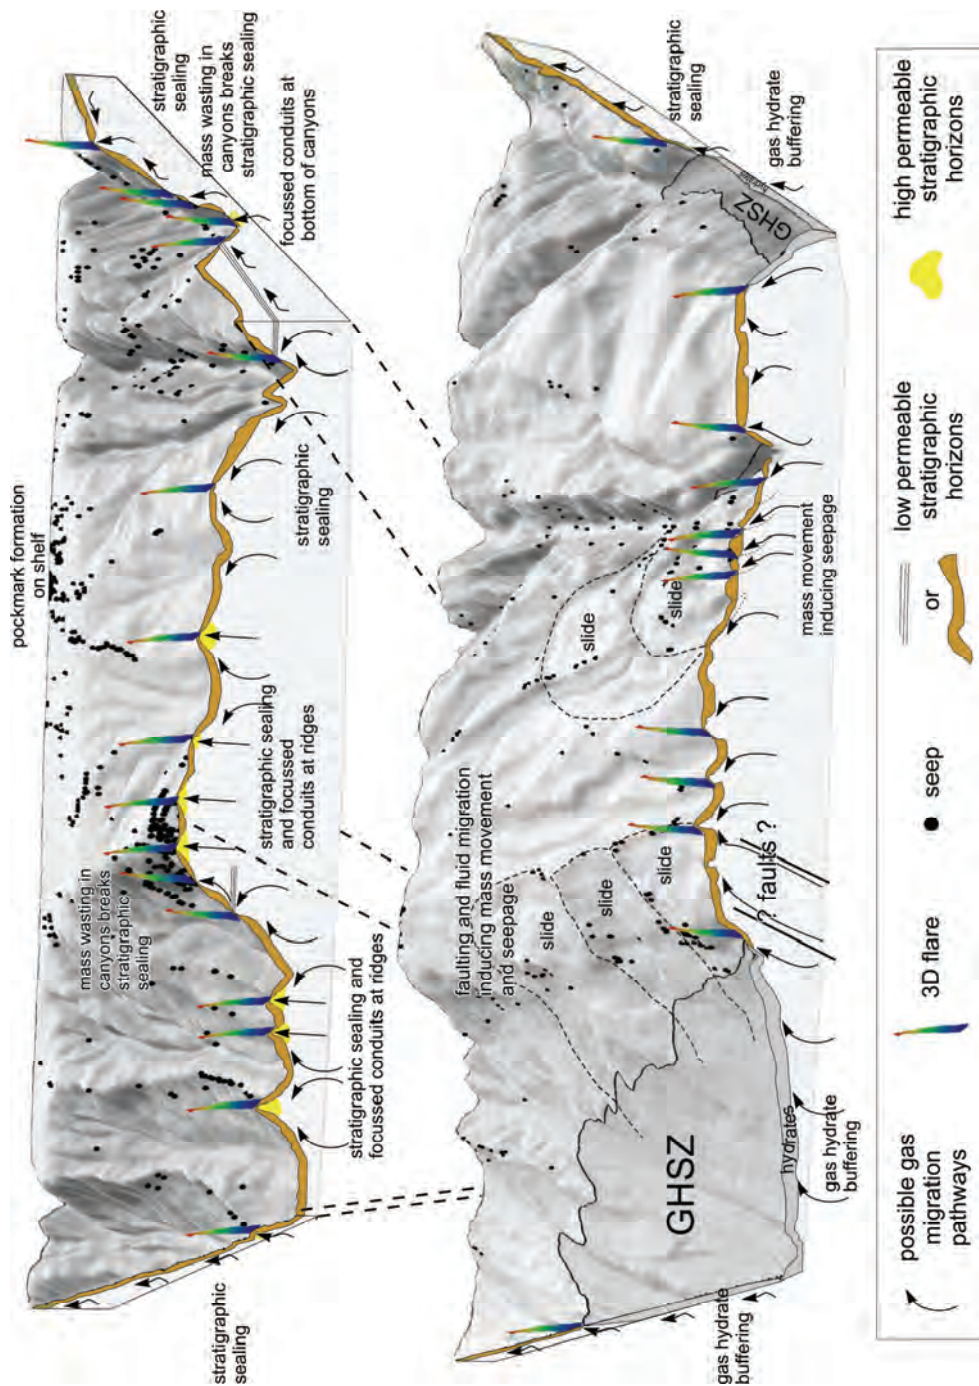 pockmark formation
on shelf
stratigraphic
sealing
mass wasting in
canyons breaks
stratigraphic sealing
focussed conduits at
bottom of canyons
stratigraphic
sealing
stratigraphic sealing
and focussed
conduits at ridges
mass wasting in
canyons breaks
stratigraphic
sealing
stratigraphic sealing and
focussed conduits at ridges
stratigraphic
sealing
stratigraphic
sealing
gas hydrate
buffering
hydrates
GHSZ
mass movement
inducing seepage
slide
slide
faulting and fluid migration
inducing mass movement
and seepage
slide
slide
slide
? faults ?
GHSZ
hydrates
gas hydrate
buffering
gas hydrate
buffering
possible gas
migration
pathways
3D flare
seep
or
low permeable
stratigraphic
horizons
high permeable
stratigraphic
horizons